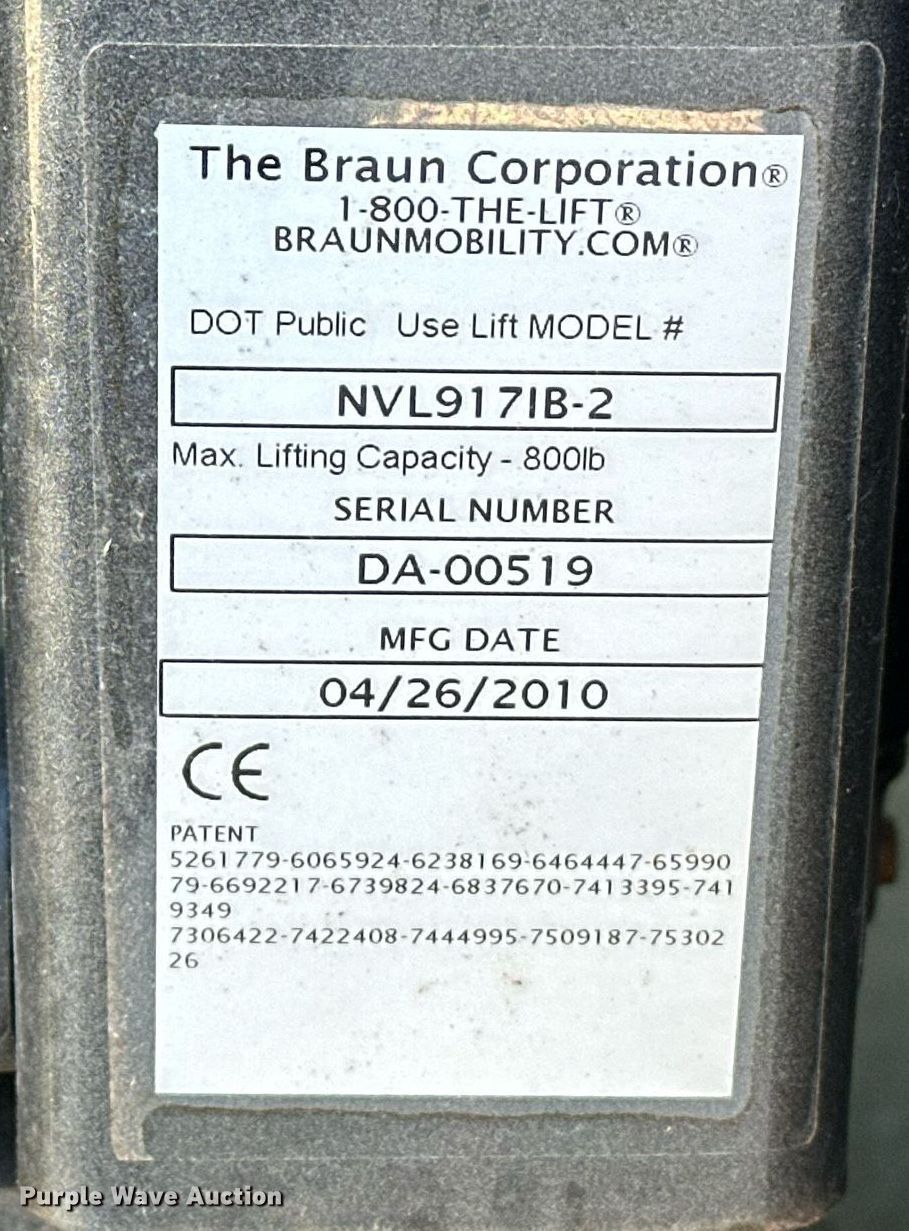 The Braun Corporation®
1-800-THE-LIFT®
BRAUNMOBILITY.COM®
DOT Public Use Lift MODEL #
NVL917IB-2
Max. Lifting Capacity - 800lb
SERIAL NUMBER
DA-00519
MFG DATE
04/26/2010
CE
PATENT
5261779-6065924-6238169-6464447-65990
79-6692217-6739824-6837670-7413395-741
9349
7306422-7422408-7444995-7509187-75302
26
Purple Wave Auction